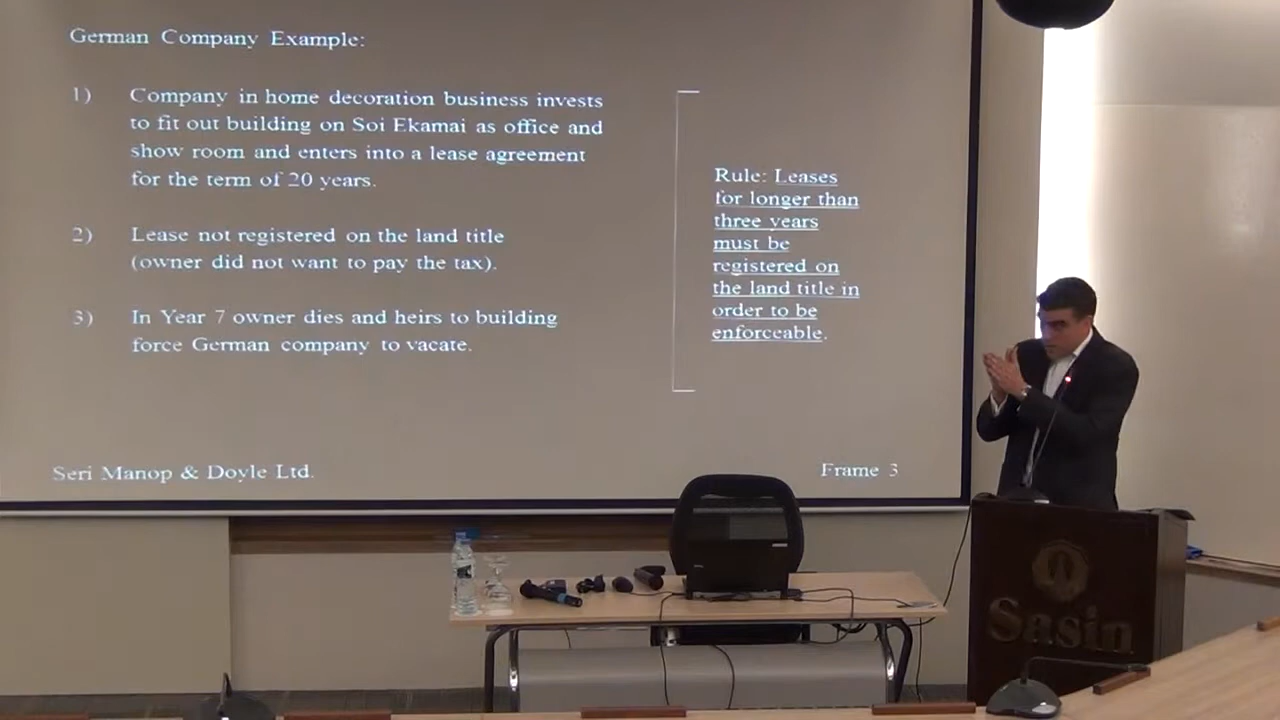 German Company Example:
1) Company in home decoration business invests
to fit out building on Soi Ekamai as office and
show room and enters into a lease agreement
for the term of 20 years.
2) Lease not registered on the land title
(owner did not want to pay the tax).
3) In Year 7 owner dies and heirs to building
force German company to vacate.
Rule: Leases
for longer than
three years
must be
registered on
the land title in
order to be
enforceable.
Seri Manop & Doyle Ltd.
Frame 3
Sasin